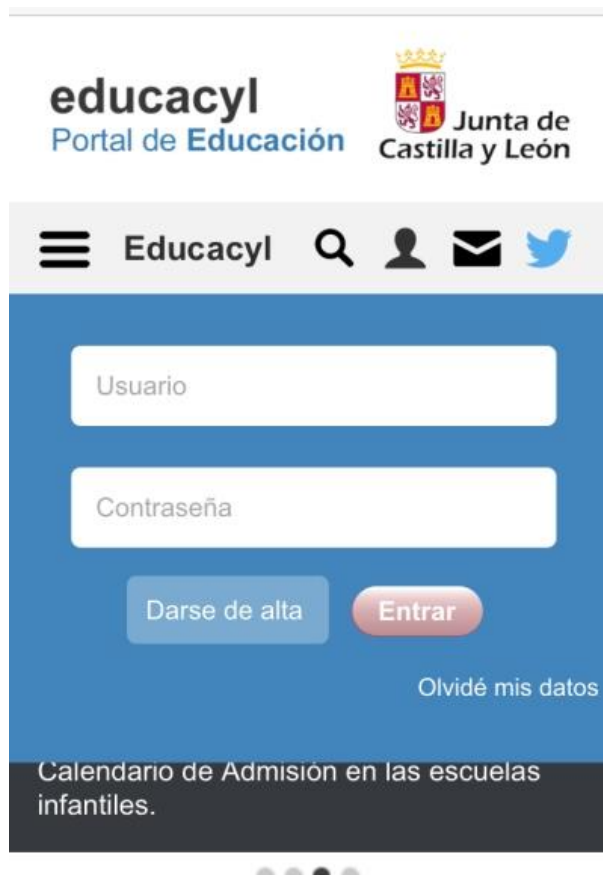 educacyl
Portal de Educación
Junta de
Castilla y León
Educacyl
Usuario
Contraseña
Darse de alta
Entrar
Olvidé mis datos
Calendario de Admisión en las escuelas
infantiles.